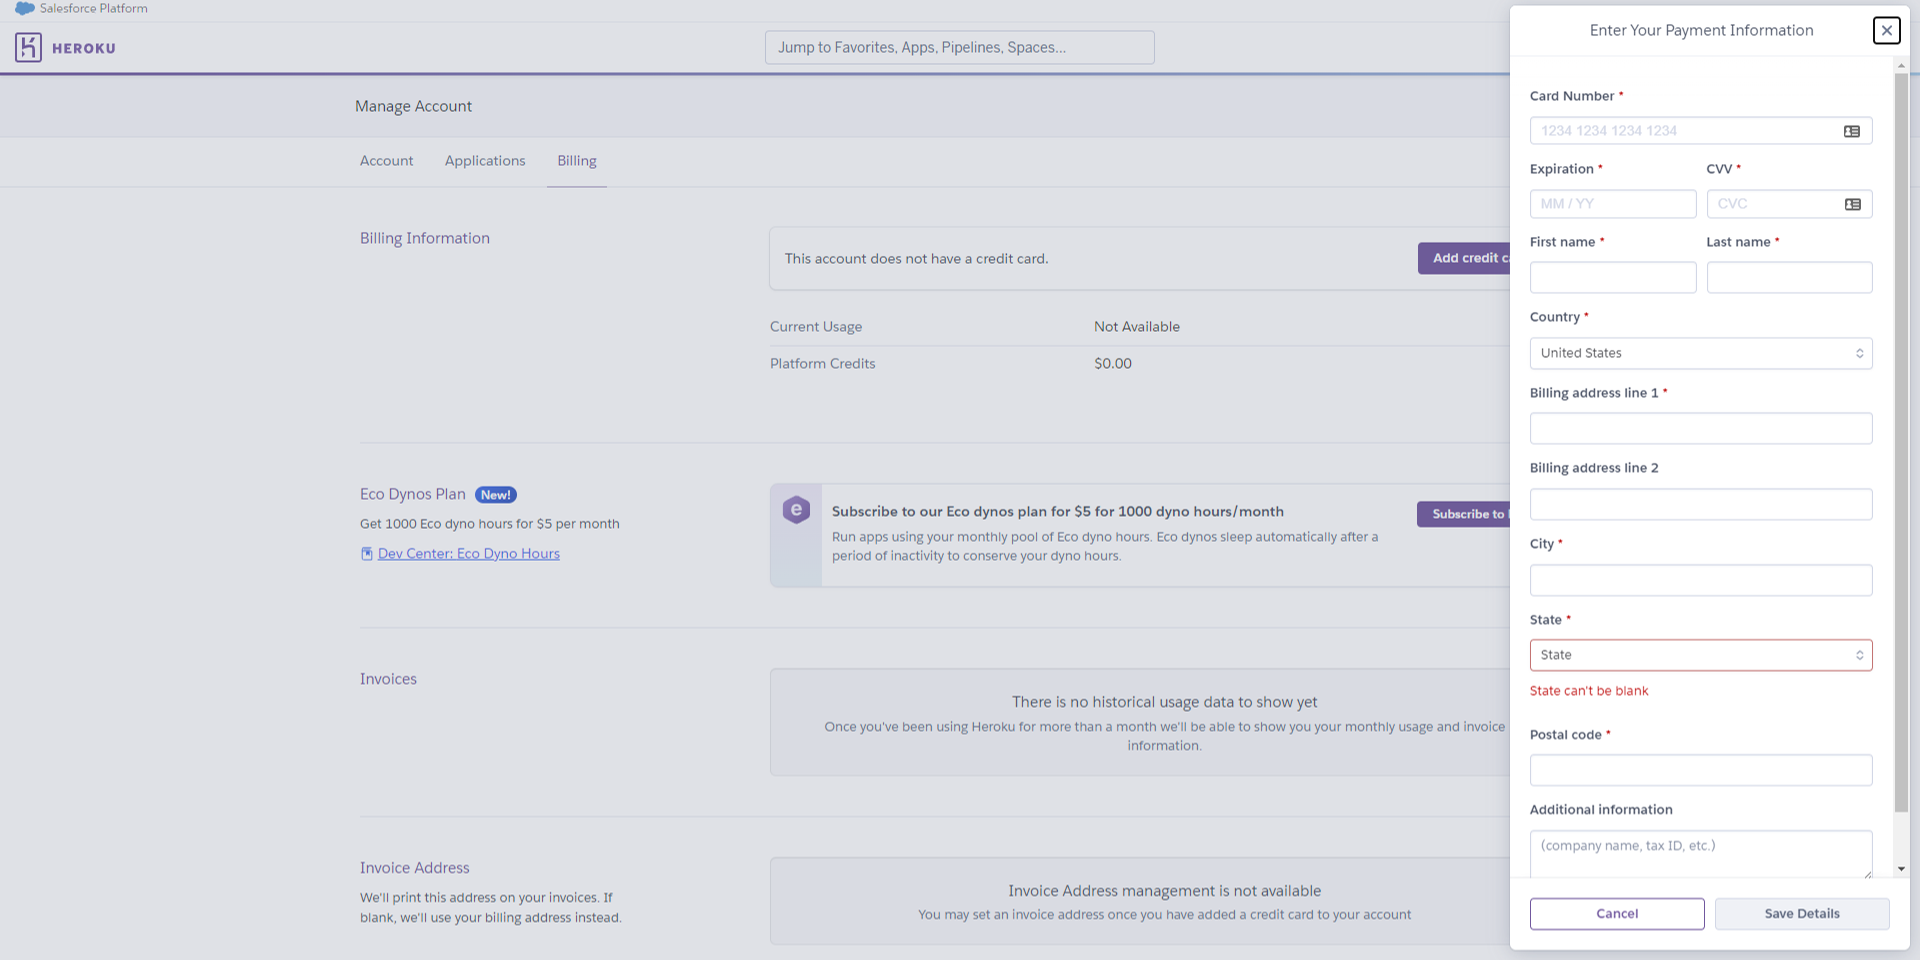 Salesforce Platform
HEROKU
Jump to Favorites, Apps, Pipelines, Spaces...
Manage Account
Account
Applications
Billing
Billing Information
This account does not have a credit card.
Add credit
Current Usage
Not Available
Platform Credits
$0.00
Eco Dynos Plan New!
Get 1000 Eco dyno hours for $5 per month
Dev Center: Eco Dyno Hours
e
Subscribe to our Eco dynos plan for $5 for 1000 dyno hours/month
Run apps using your monthly pool of Eco dyno hours. Eco dynos sleep automatically after a
period of inactivity to conserve your dyno hours.
Subscribe to
Invoices
There is no historical usage data to show yet
Once you've been using Heroku for more than a month we'll be able to show you your monthly usage and invoice
information.
Invoice Address
We'll print this address on your invoices. If
blank, we'll use your billing address instead.
Invoice Address management is not available
You may set an invoice address once you have added a credit card to your account
Enter Your Payment Information
Card Number *
1234 1234 1234 1234
Expiration *
CVV *
MM / YY
CVC
First name *
Last name *
Country *
United States
Billing address line 1 *
Billing address line 2
City *
State *
State
State can't be blank
Postal code *
Additional information
(company name, tax ID, etc.)
Cancel
Save Details